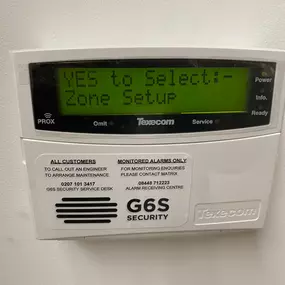 YES to Select:-
Zone Setup
Power
Info.
Ready
PROX
Omit
Texecom
Service
ALL CUSTOMERS
TO CALL OUT AN ENGINEER
TO ARRANGE MAINTENANCE
0207 101 3417
G6S SECURITY SERVICE DESK
MONITORED ALARMS ONLY
FOR MONITORING ENQUIRIES
PLEASE CONTACT MATRIX
08449 712223
ALARM RECEIVING CENTRE
G6S
SECURITY
Texecom